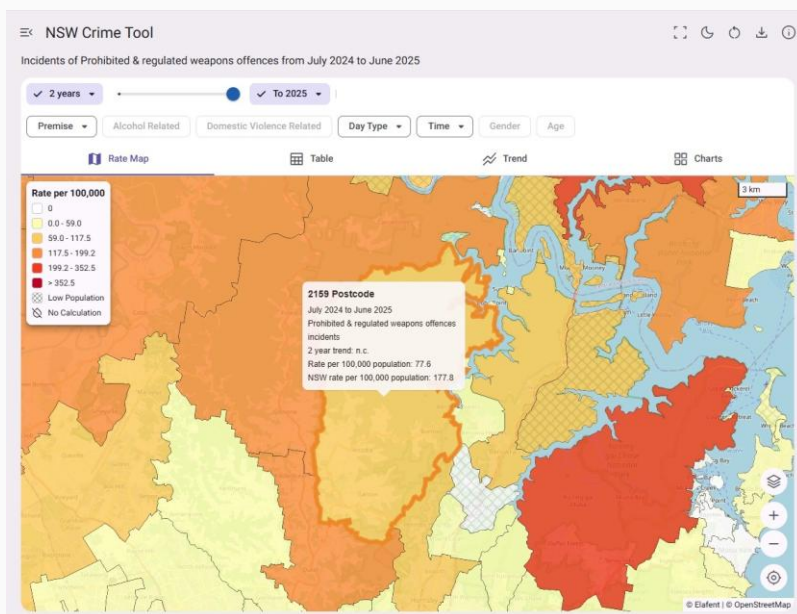 NSW Crime Tool
Incidents of Prohibited & regulated weapons offences from July 2024 to June 2025
2 years
To 2025
Premise
Alcohol Related
Domestic Violence Related
Day Type
Time
Gender
Age
Rate Map
Table
Trend
Charts
Rate per 100,000
0
0.0 - 59.0
59.0 - 117.5
117.5 - 199.2
199.2 - 352.5
> 352.5
Low Population
No Calculation
3 km
2159 Postcode
July 2024 to June 2025
Prohibited & regulated weapons offences
incidents
2 year trend: n.c.
Rate per 100,000 population: 77.6
NSW rate per 100,000 population: 177.8
Mooney
© Elafent | © OpenStreetMap